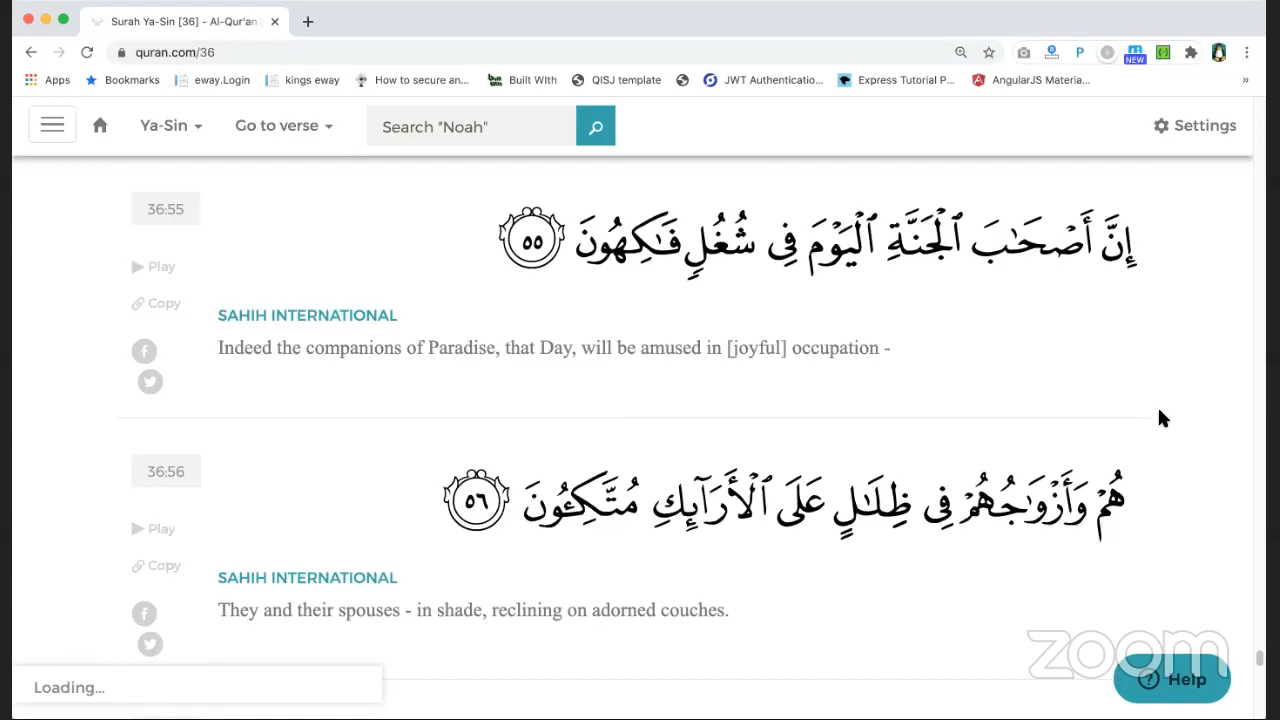 Surah Ya-Sin [36] - Al-Qur'an
quran.com/36
NEW
Apps Bookmarks eway.Login kings eway How to secure an... Built WIth QISJ template JWT Authenticatio... Express Tutorial P... AngularJS Materia... »
Ya-Sin Go to verse Search "Noah" Settings
36:55
إِنَّ أَصْحَـٰبَ ٱلْجَنَّةِ ٱلْيَوْمَ فِى شُغُلٍ فَـٰكِهُونَ ٥٥
Play
Copy
SAHIH INTERNATIONAL
Indeed the companions of Paradise, that Day, will be amused in [joyful] occupation -
36:56
هُمْ وَأَزْوَٰجُهُمْ فِى ظِلَـٰلٍ عَلَى ٱلْأَرَآئِكِ مُتَّكِـُٔونَ ٥٦
Play
Copy
SAHIH INTERNATIONAL
They and their spouses - in shade, reclining on adorned couches.
zoom
Help
Loading...